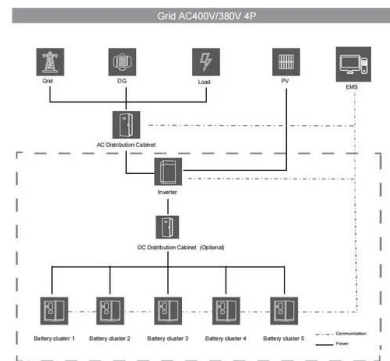 Grid AC400V/380V 4P
Grid
DG
Load
PV
EMS
AC Distribution Cabinet
Inverter
DC Distribution Cabinet (Optional)
Battery cluster 1
Battery cluster 2
Battery cluster 3
Battery cluster 4
Battery cluster 5
Communication
Power